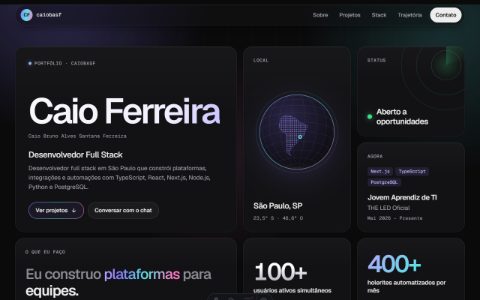 CF caiobasf
Sobre Projetos Stack Trajetória Contato
PORTFÓLIO · CAIOBASF
Caio Ferreira
Caio Bruno Alves Santana Ferreira
Desenvolvedor Full Stack
Desenvolvedor full stack em São Paulo que constrói plataformas,
integrações e automações com TypeScript, React, Next.js, Node.js,
Python e PostgreSQL.
Ver projetos ↓ Conversar com o chat
LOCAL
São Paulo, SP
23,5° S · 46,6° O
STATUS
Aberto a
oportunidades
AGORA
Next.js TypeScript
PostgreSQL
Jovem Aprendiz de TI
THE LED Oficial
Mai 2025 – Presente
O QUE EU FAÇO
Eu construo plataformas para
equipes.
100+
usuários ativos simultâneos
400+
holerites automatizados por
mês